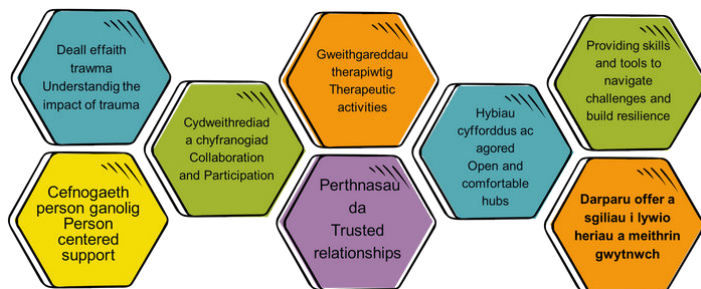 Deall effaith
trawma
Understandig the
impact of trauma
Cefnogaeth
person ganolig
Person
centered
support
Cydweithrediad
a chyfranogiad
Collaboration
and Participation
Gweithgareddau
therapiwtig
Therapeutic
activities
Perthnasau
da
Trusted
relationships
Hybiau
cyfforddus ac
agored
Open and
comfortable
hubs
Providing skills
and tools to
navigate
challenges and
build resilience
Darparu offer a
sgiliau i lywio
heriau a meithrin
gwytnwch